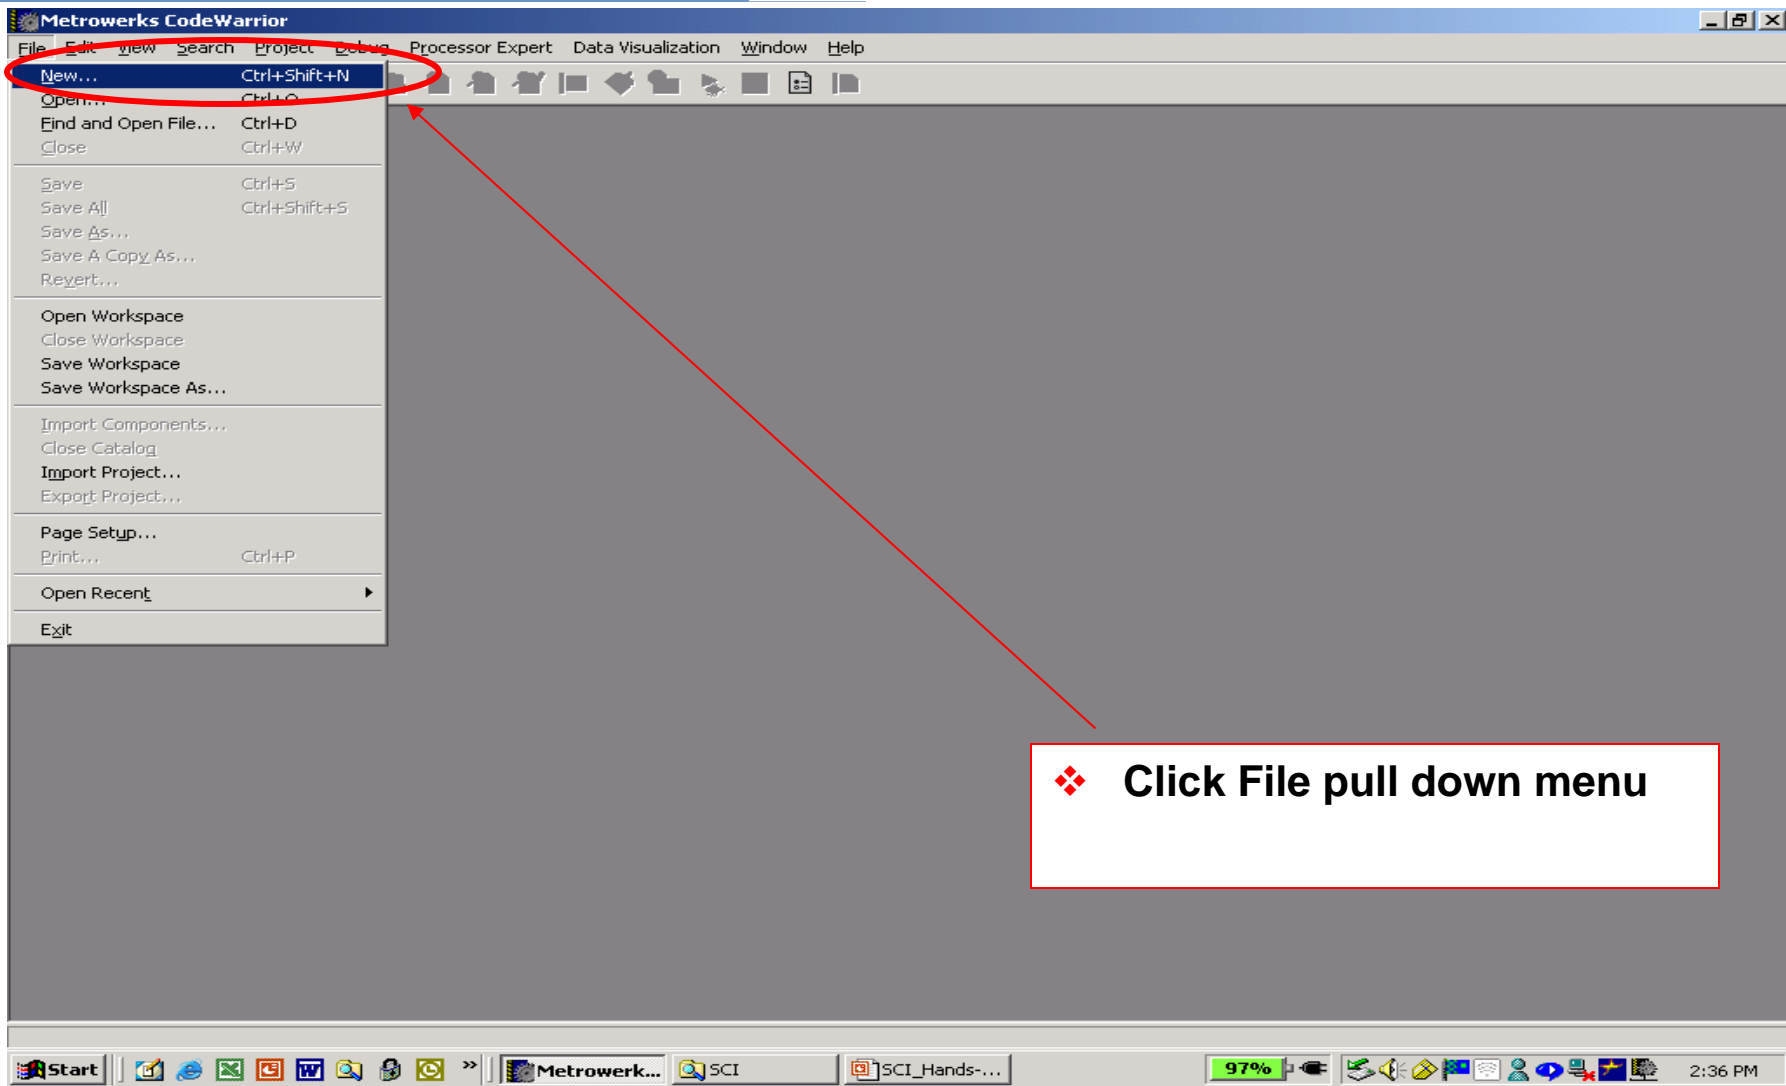 Metrowerks CodeWarrior
File Edit View Search Project Debug Processor Expert Data Visualization Window Help
New... Ctrl+Shift+N
Open... Ctrl+O
Find and Open File... Ctrl+D
Close Ctrl+W
Save Ctrl+S
Save All Ctrl+Shift+S
Save As...
Save A Copy As...
Revert...
Open Workspace
Close Workspace
Save Workspace
Save Workspace As...
Import Components...
Close Catalog
Import Project...
Export Project...
Page Setup...
Print... Ctrl+P
Open Recent
Exit
Click File pull down menu
Start Metrowerk... SCI SCI_Hands-... 97% 2:36 PM